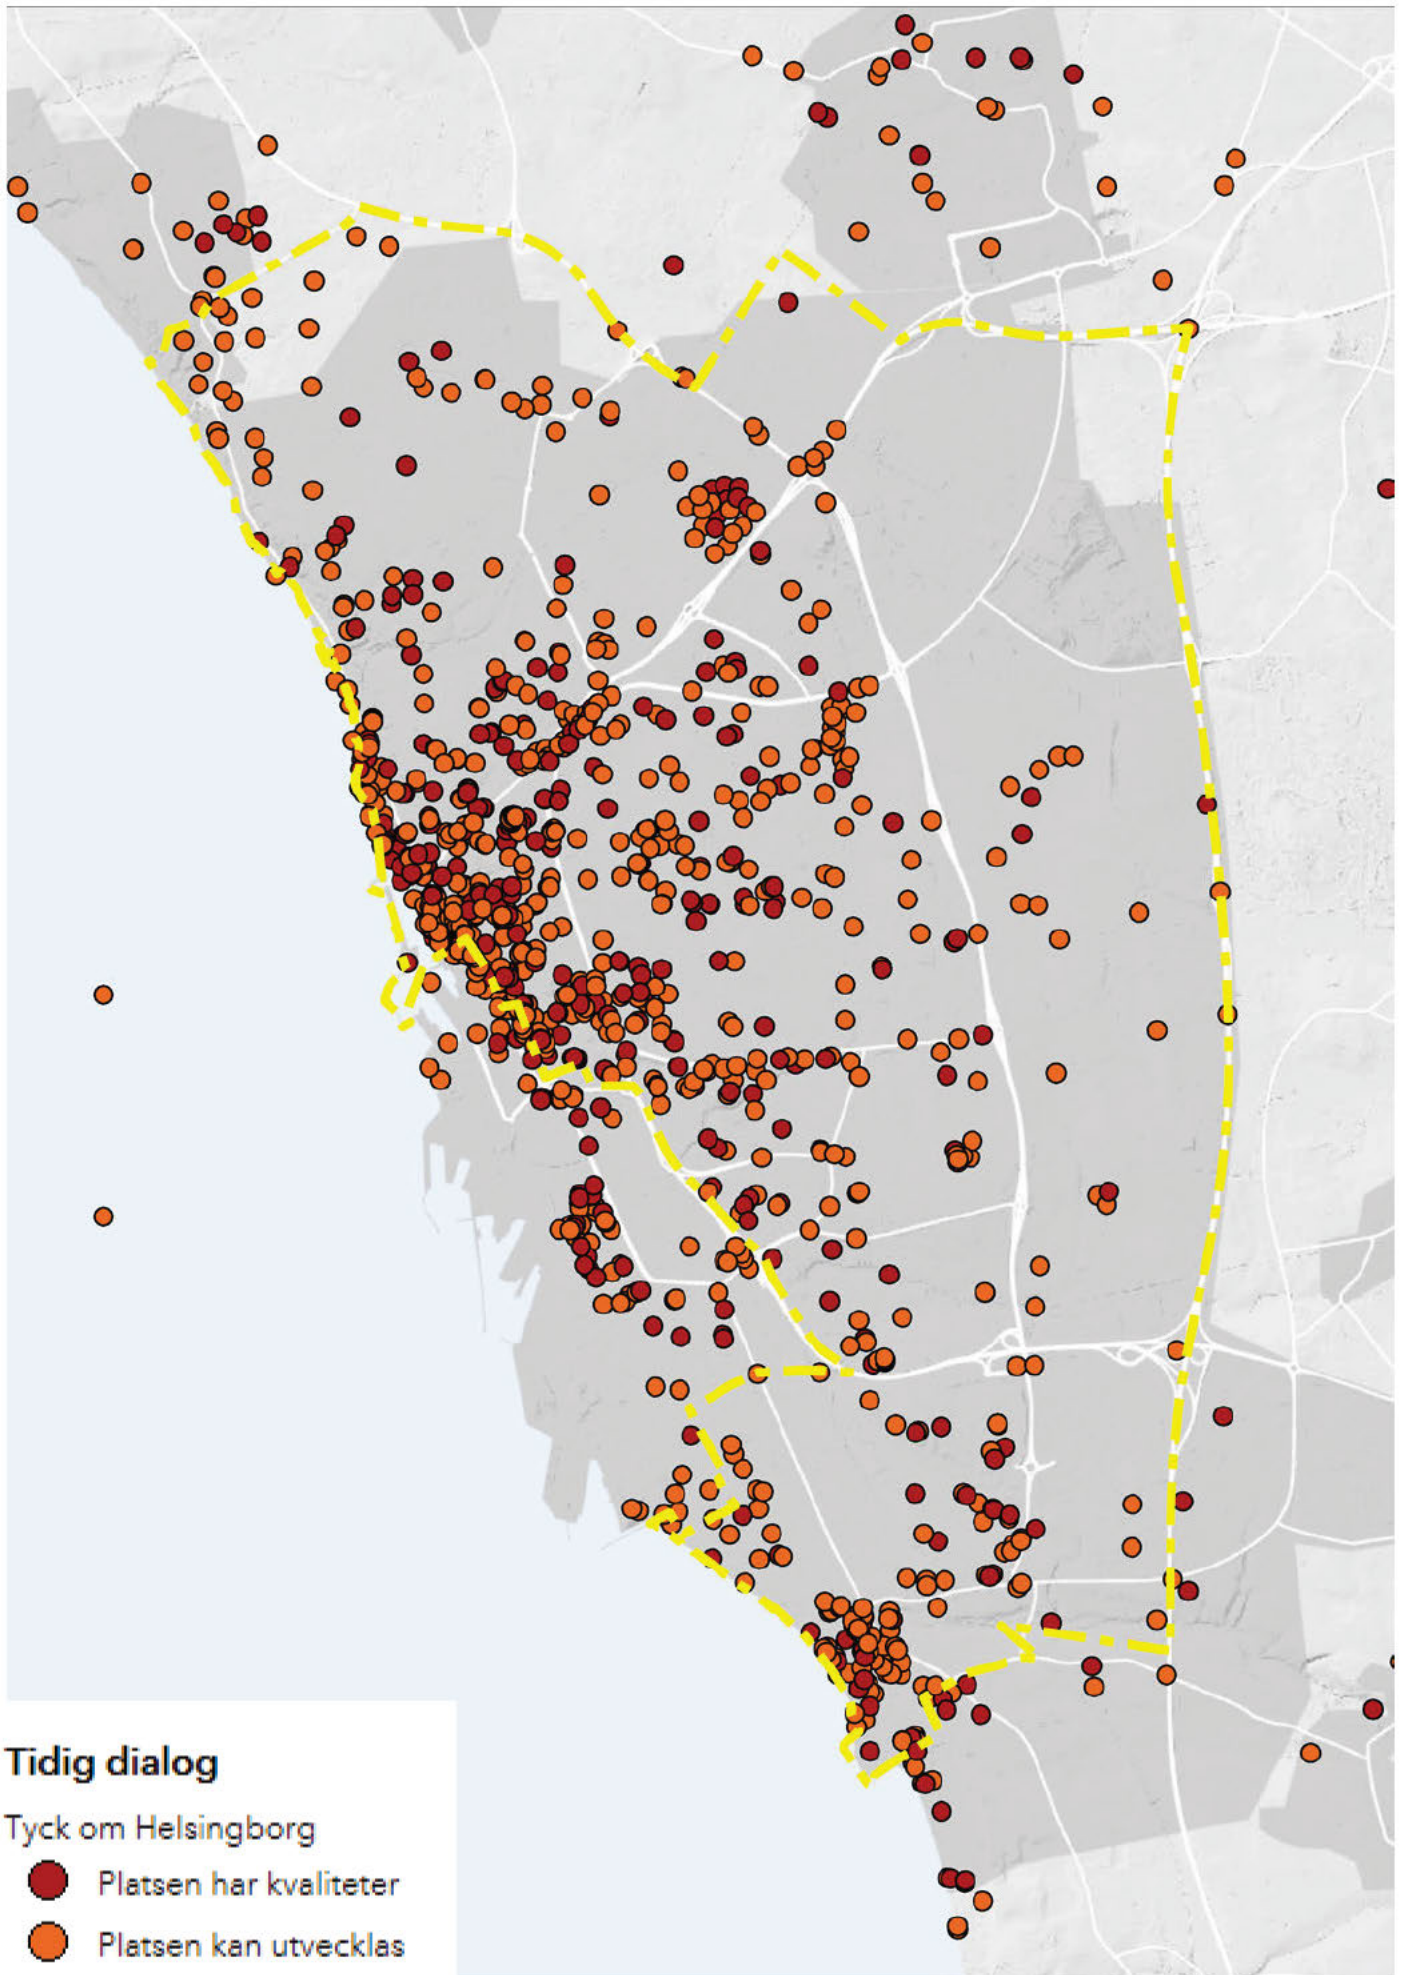 Tidig dialog
Tyck om Helsingborg
Platsen har kvaliteter
Platsen kan utvecklas